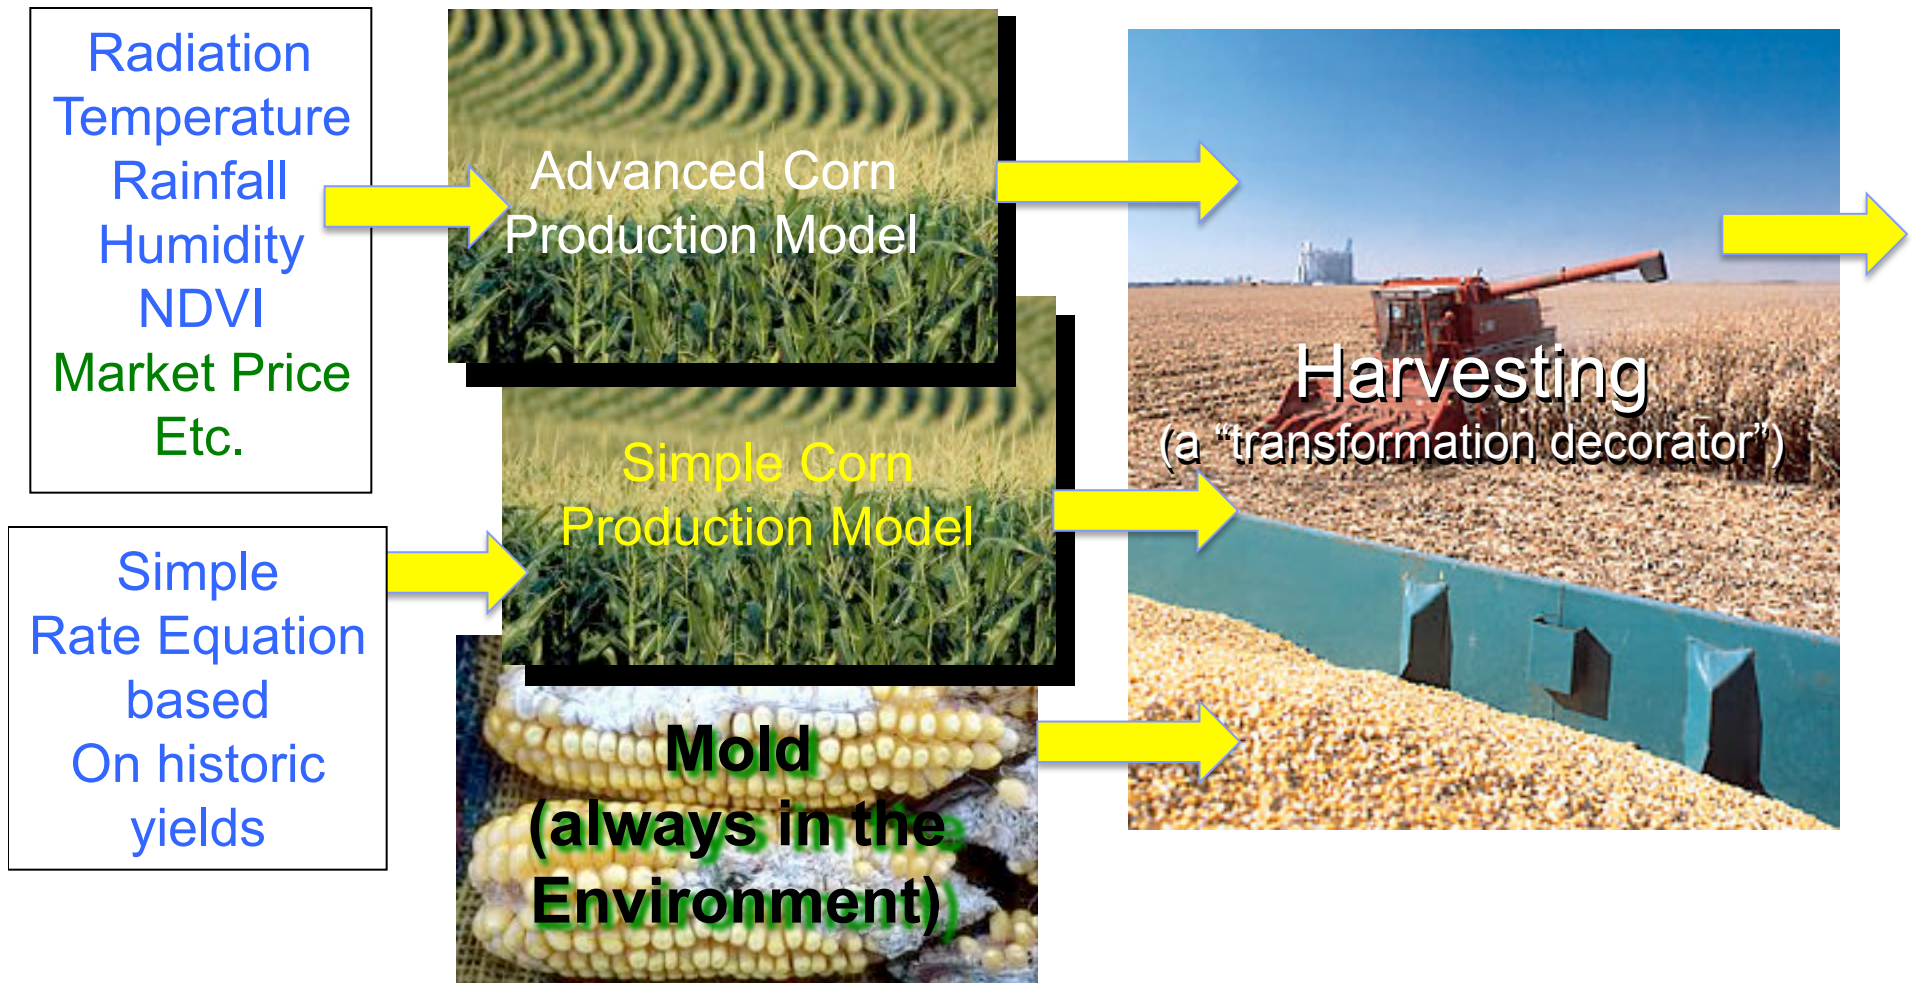 Radiation
Temperature
Rainfall
Humidity
NDVI
Market Price
Etc.
Simple
Rate Equation
based
On historic
yields
Advanced Corn
Production Model
Simple Corn
Production Model
Mold
(always in the
Environment)
Harvesting
(a “transformation decorator”)